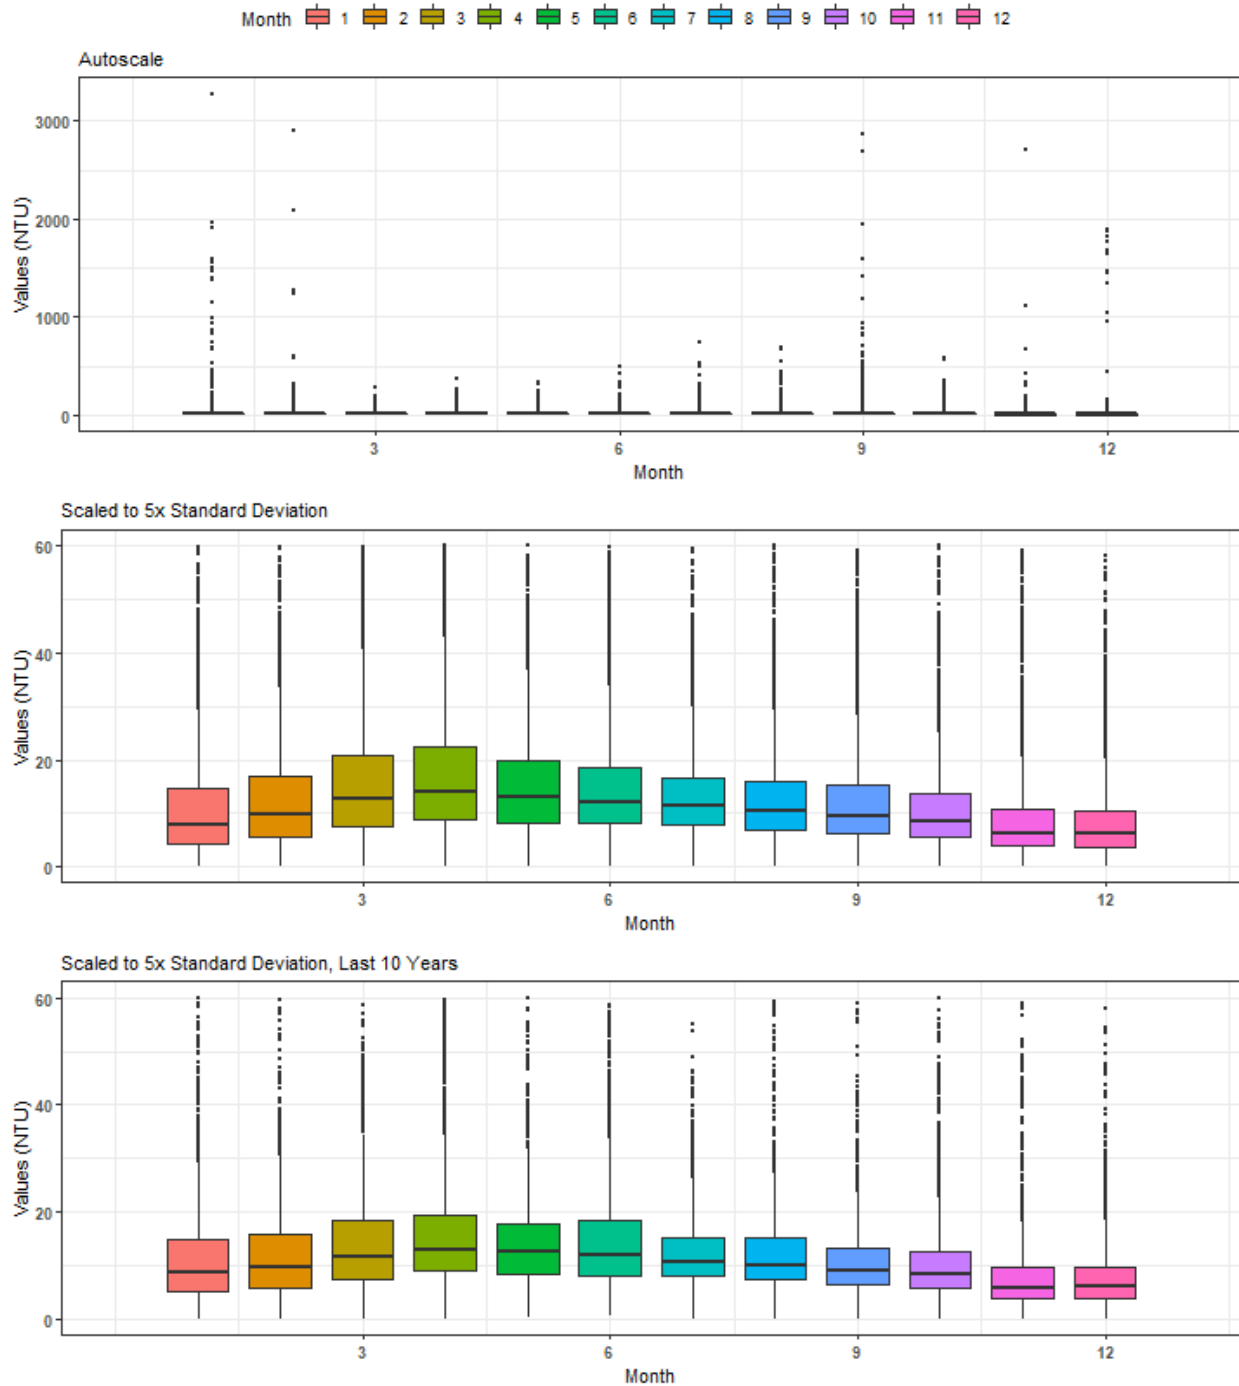 Month 1 2 3 4 5 6 7 8 9 10 11 12
Autoscale
Values (NTU)
3000
2000
1000
0
3 6 9 12
Month
Scaled to 5x Standard Deviation
Values (NTU)
60
40
20
0
3 6 9 12
Month
Scaled to 5x Standard Deviation, Last 10 Years
Values (NTU)
60
40
20
0
3 6 9 12
Month